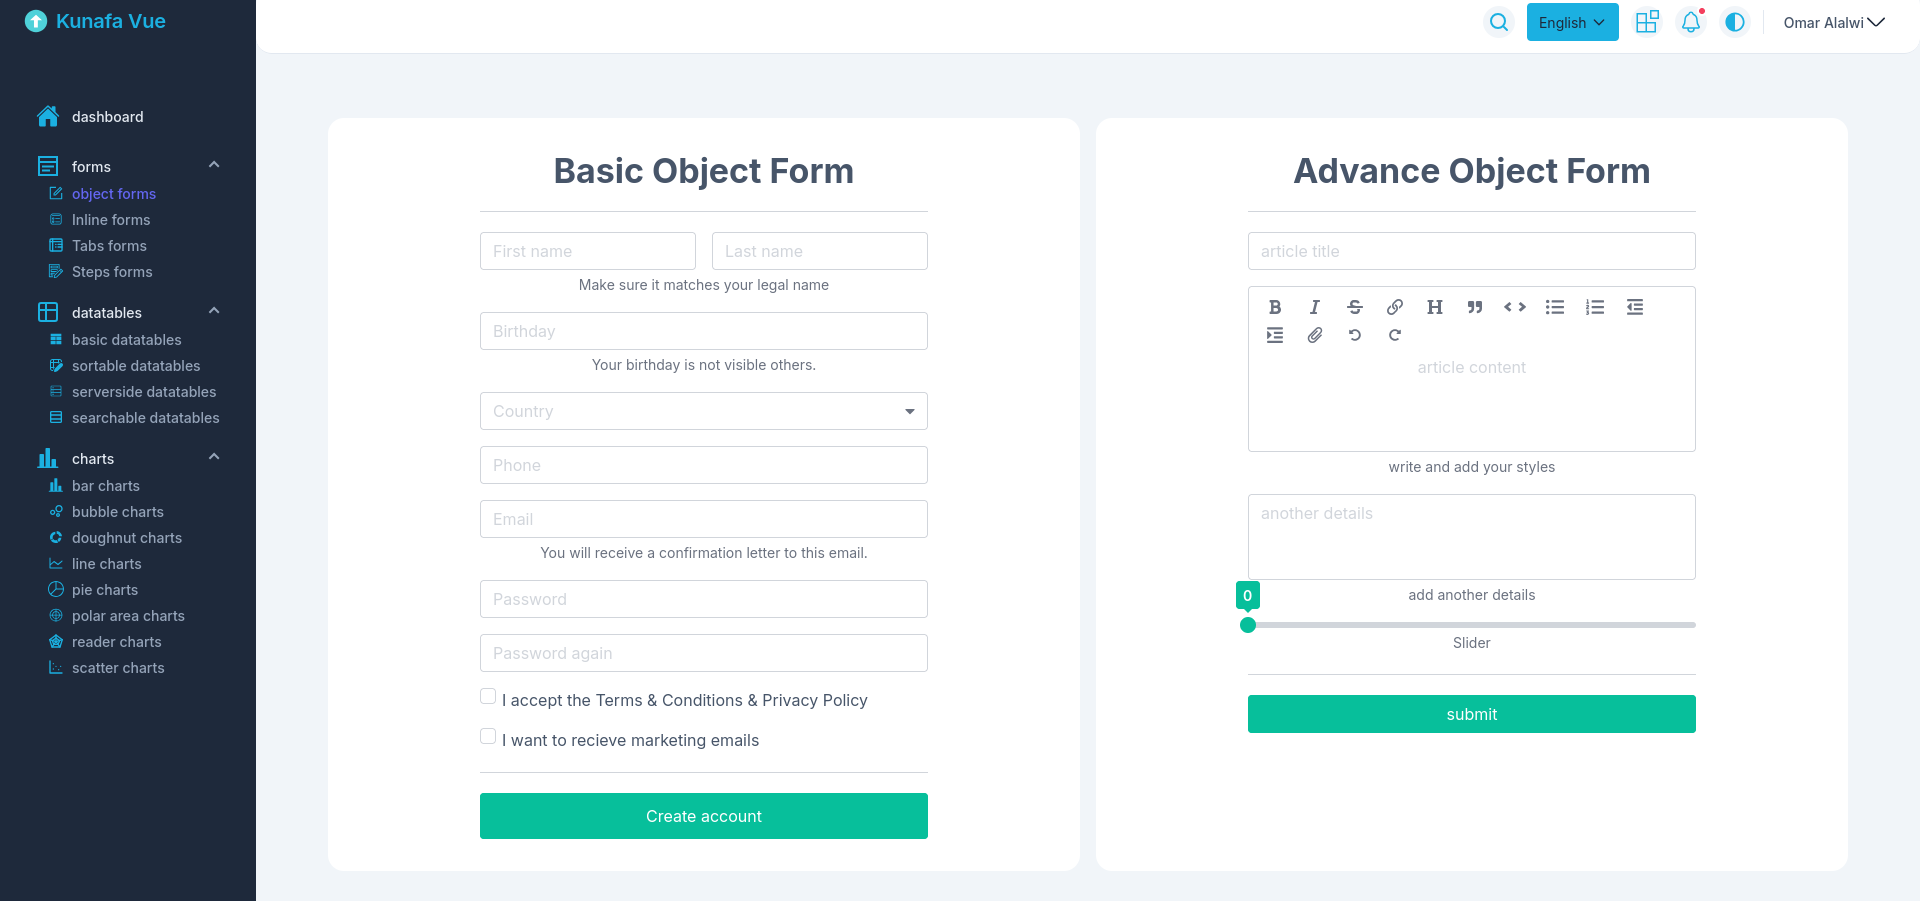 Kunafa Vue
English
Omar Alalwi
dashboard
forms
object forms
Inline forms
Tabs forms
Steps forms
datatables
basic datatables
sortable datatables
serverside datatables
searchable datatables
charts
bar charts
bubble charts
doughnut charts
line charts
pie charts
polar area charts
reader charts
scatter charts
Basic Object Form
First name
Last name
Make sure it matches your legal name
Birthday
Your birthday is not visible others.
Country
Phone
Email
You will receive a confirmation letter to this email.
Password
Password again
I accept the Terms & Conditions & Privacy Policy
I want to recieve marketing emails
Create account
Advance Object Form
article title
article content
write and add your styles
another details
add another details
0
Slider
submit